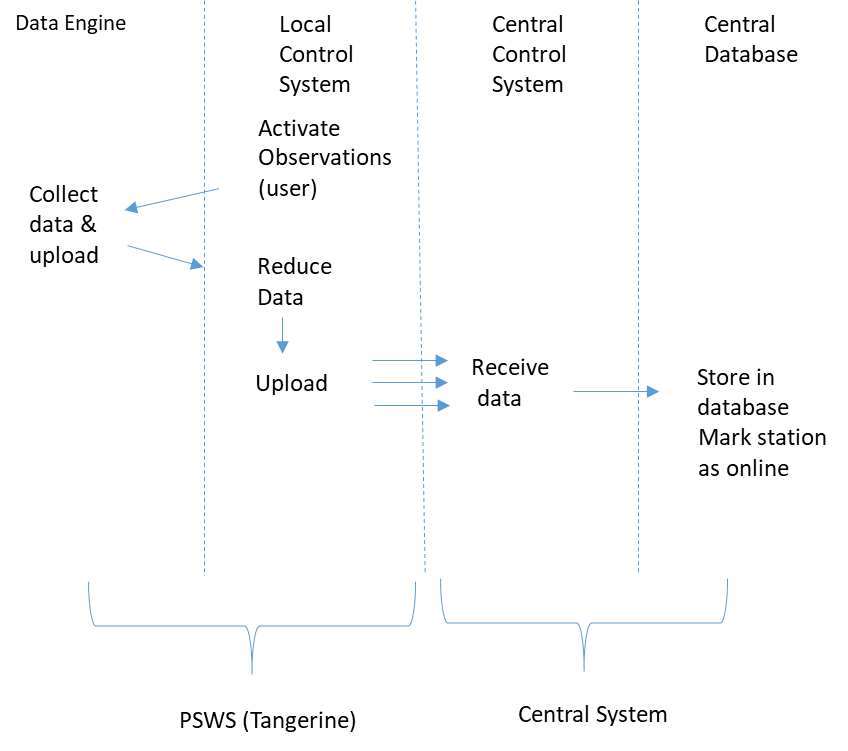 Data Engine
Local
Control
System
Central
Control
System
Central
Database
Activate
Observations
(user)
Collect
data &
upload
Reduce
Data
Upload
Receive
data
Store in
database
Mark station
as online
PSWS (Tangerine)
Central System